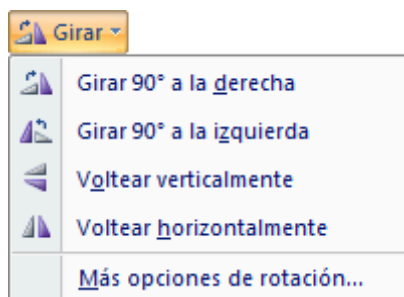 Girar
Girar 90° a la derecha
Girar 90° a la izquierda
Voltear verticalmente
Voltear horizontalmente
Más opciones de rotación...